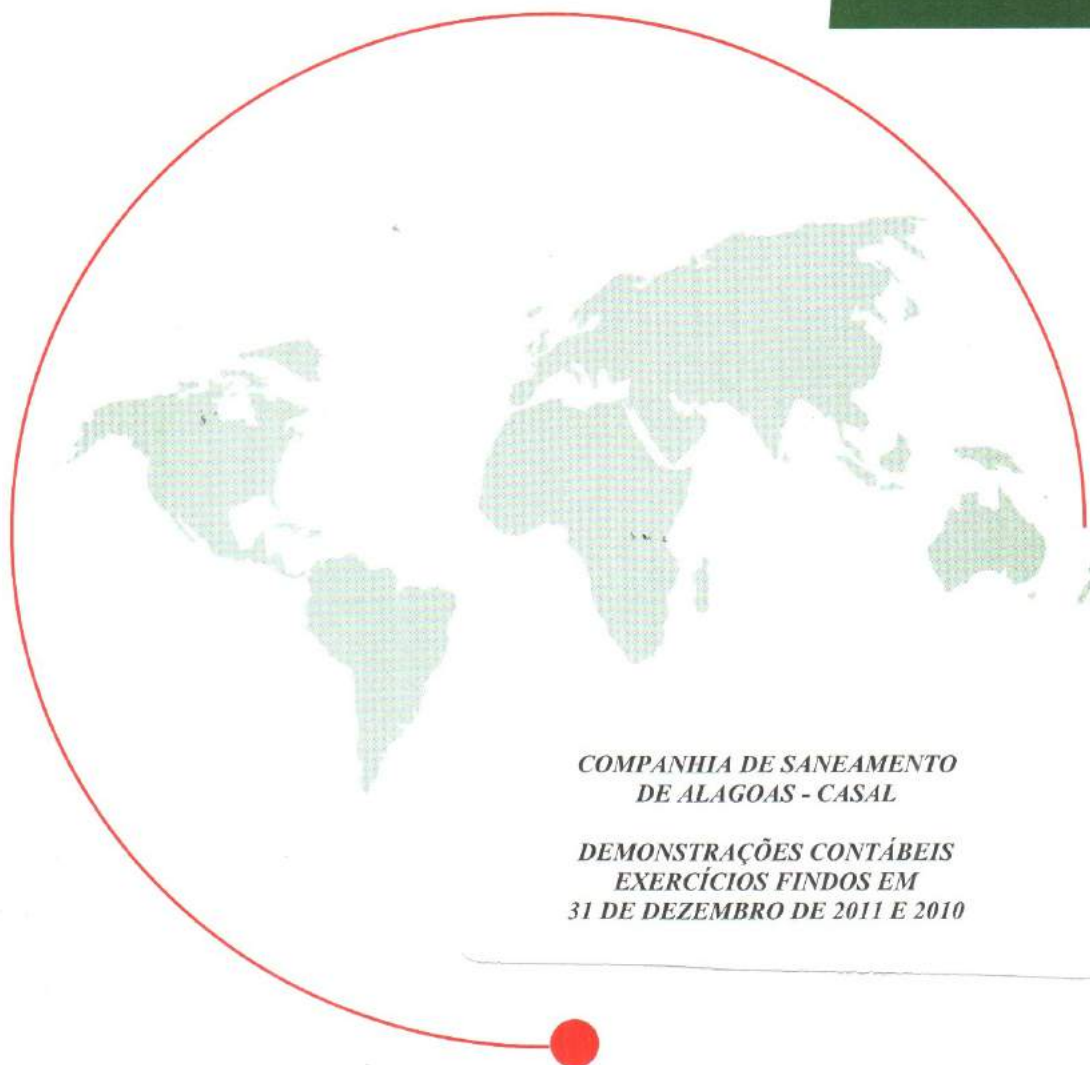 COMPANHIA DE SANEAMENTO
DE ALAGOAS - CASAL
DEMONSTRAÇÕES CONTÁBEIS
EXERCÍCIOS FINDOS EM
31 DE DEZEMBRO DE 2011 E 2010